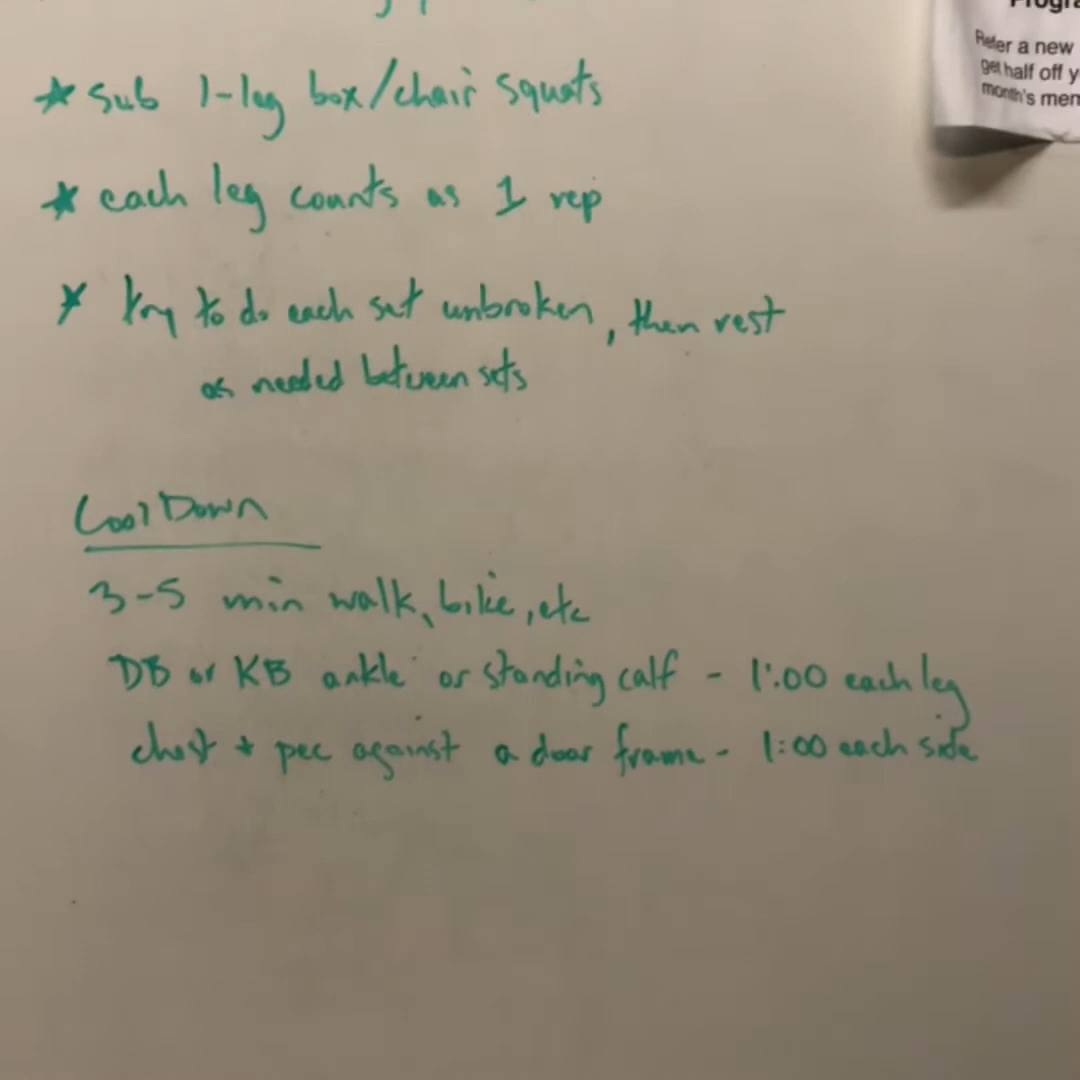 * sub 1-leg box/chair squats
* each leg counts as 1 rep
* try to do each set unbroken, then rest
as needed between sets
Cool Down
3-5 min walk, bike, etc
DB or KB ankle or standing calf - 1:00 each leg
chest + pec against a door frame - 1:00 each side
Refer a new
get half off y
month's mem